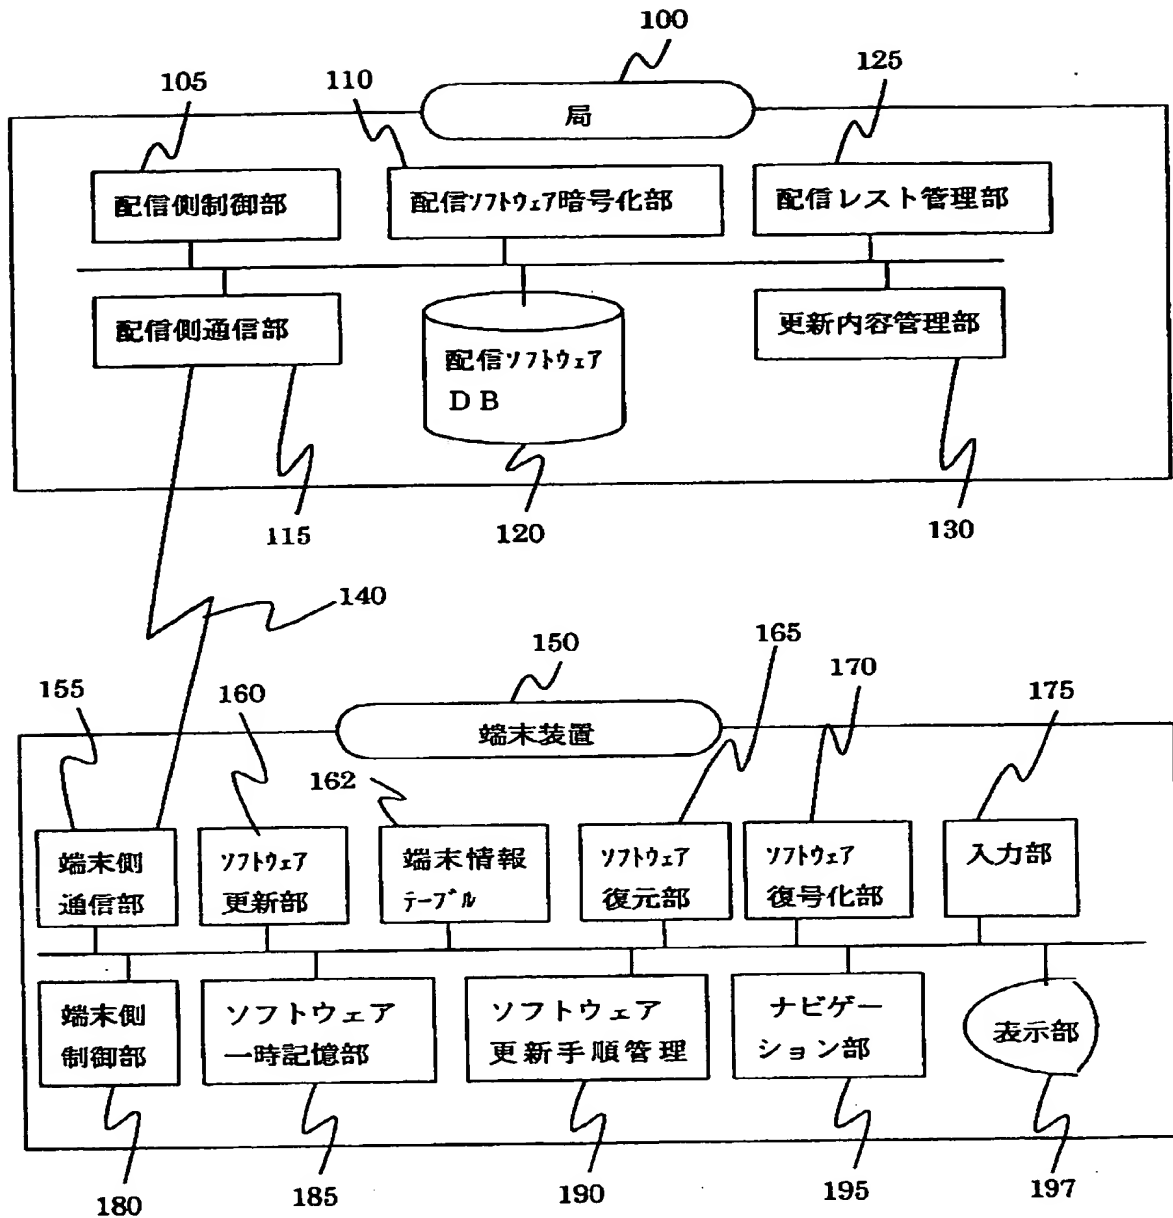 100
105
110
125
局
配信側制御部
配信ソフトウェア暗号化部
配信レスト管理部
配信側通信部
配信ソフトウェア
DB
更新内容管理部
115
120
130
140
150
165
155
160
170
175
端末装置
162
端末側
通信部
ソフトウェア
更新部
端末情報
テーブル
ソフトウェア
復元部
ソフトウェア
復号化部
入力部
端末側
制御部
ソフトウェア
一時記憶部
ソフトウェア
更新手順管理
ナビゲー
ション部
表示部
180
185
190
195
197